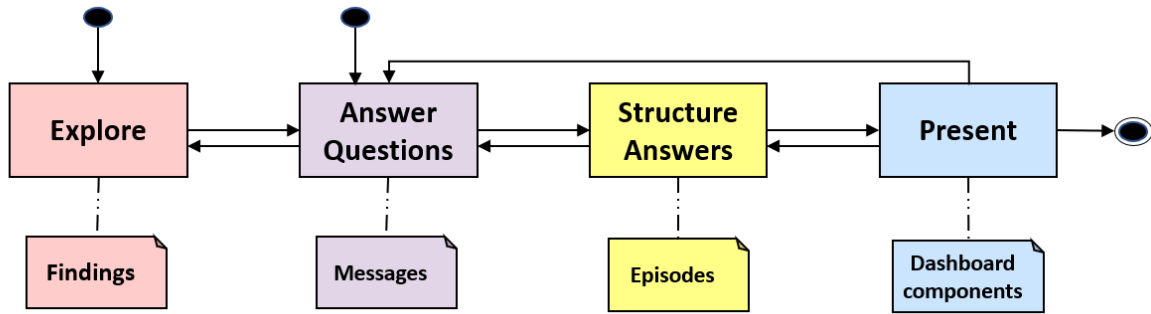 Explore
Answer
Questions
Structure
Answers
Present
Findings
Messages
Episodes
Dashboard
components